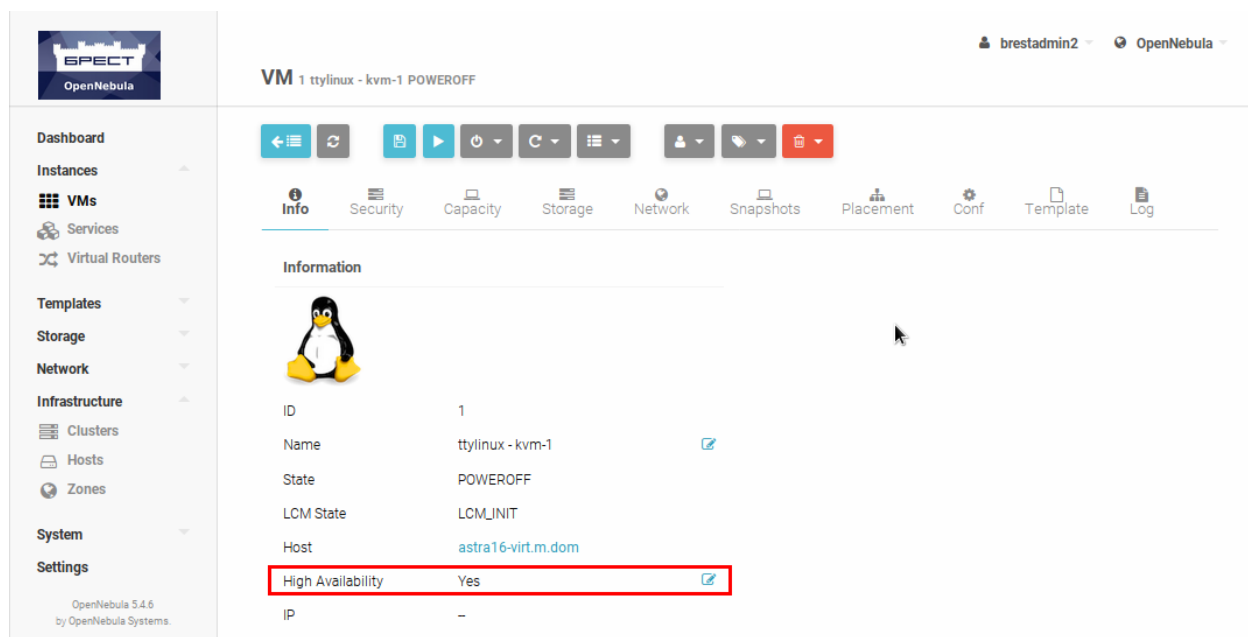 БРЕСТ
OpenNebula
brestadmin2
OpenNebula
VM 1 ttylinux - kvm-1 POWEROFF
Dashboard
Instances
VMs
Services
Virtual Routers
Templates
Storage
Network
Infrastructure
Clusters
Hosts
Zones
System
Settings
OpenNebula 5.4.6
by OpenNebula Systems.
Info Security Capacity Storage Network Snapshots Placement Conf Template Log
Information
ID 1
Name ttylinux - kvm-1
State POWEROFF
LCM State LCM_INIT
Host astra16-virt.m.dom
High Availability Yes
IP --